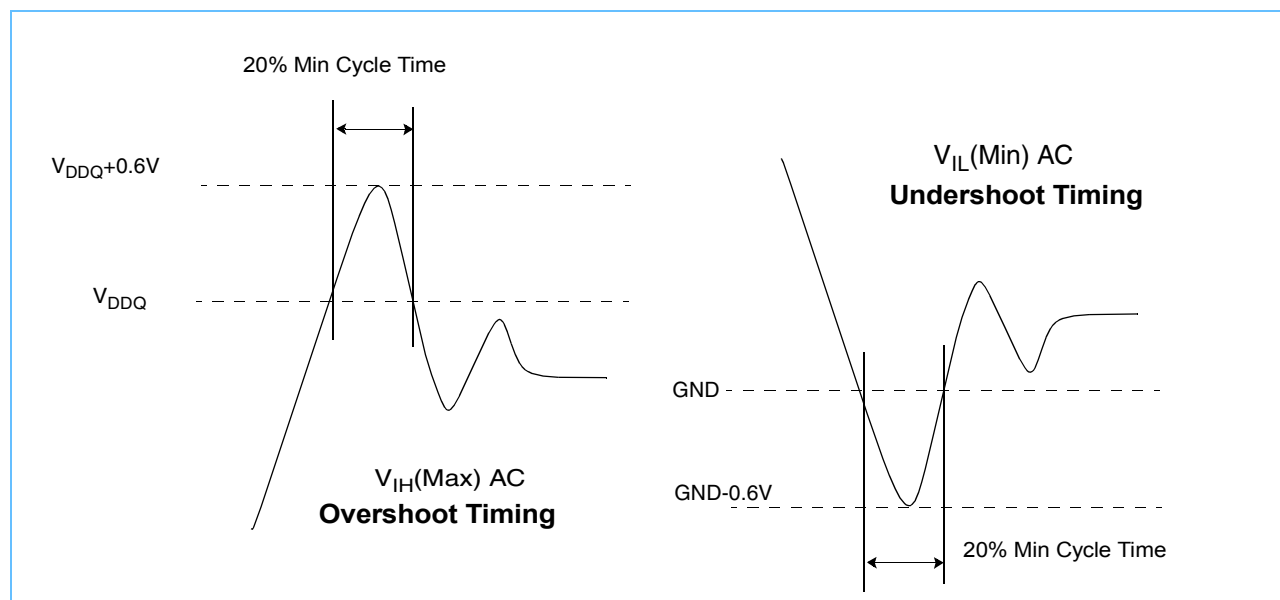 20% Min Cycle Time
VDDQ+0.6V
VDDQ
VIH(Max) AC
Overshoot Timing
VIL(Min) AC
Undershoot Timing
GND
GND-0.6V
20% Min Cycle Time